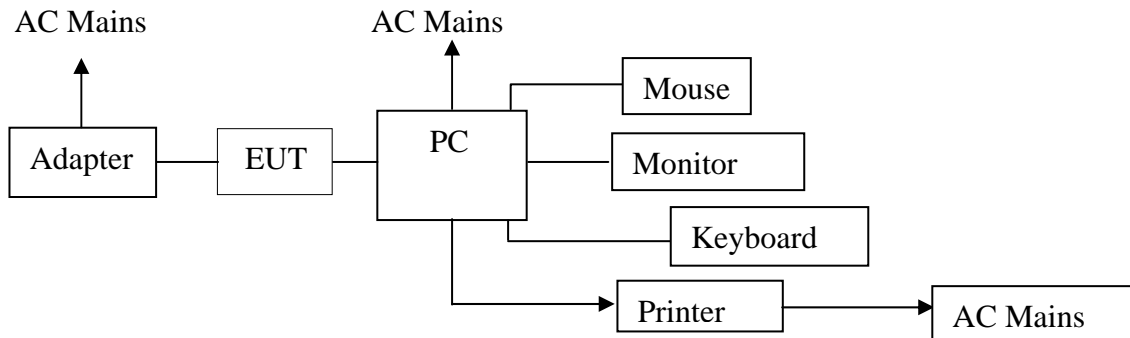 AC Mains
AC Mains
Mouse
PC
Adapter
EUT
Monitor
Keyboard
Printer
AC Mains